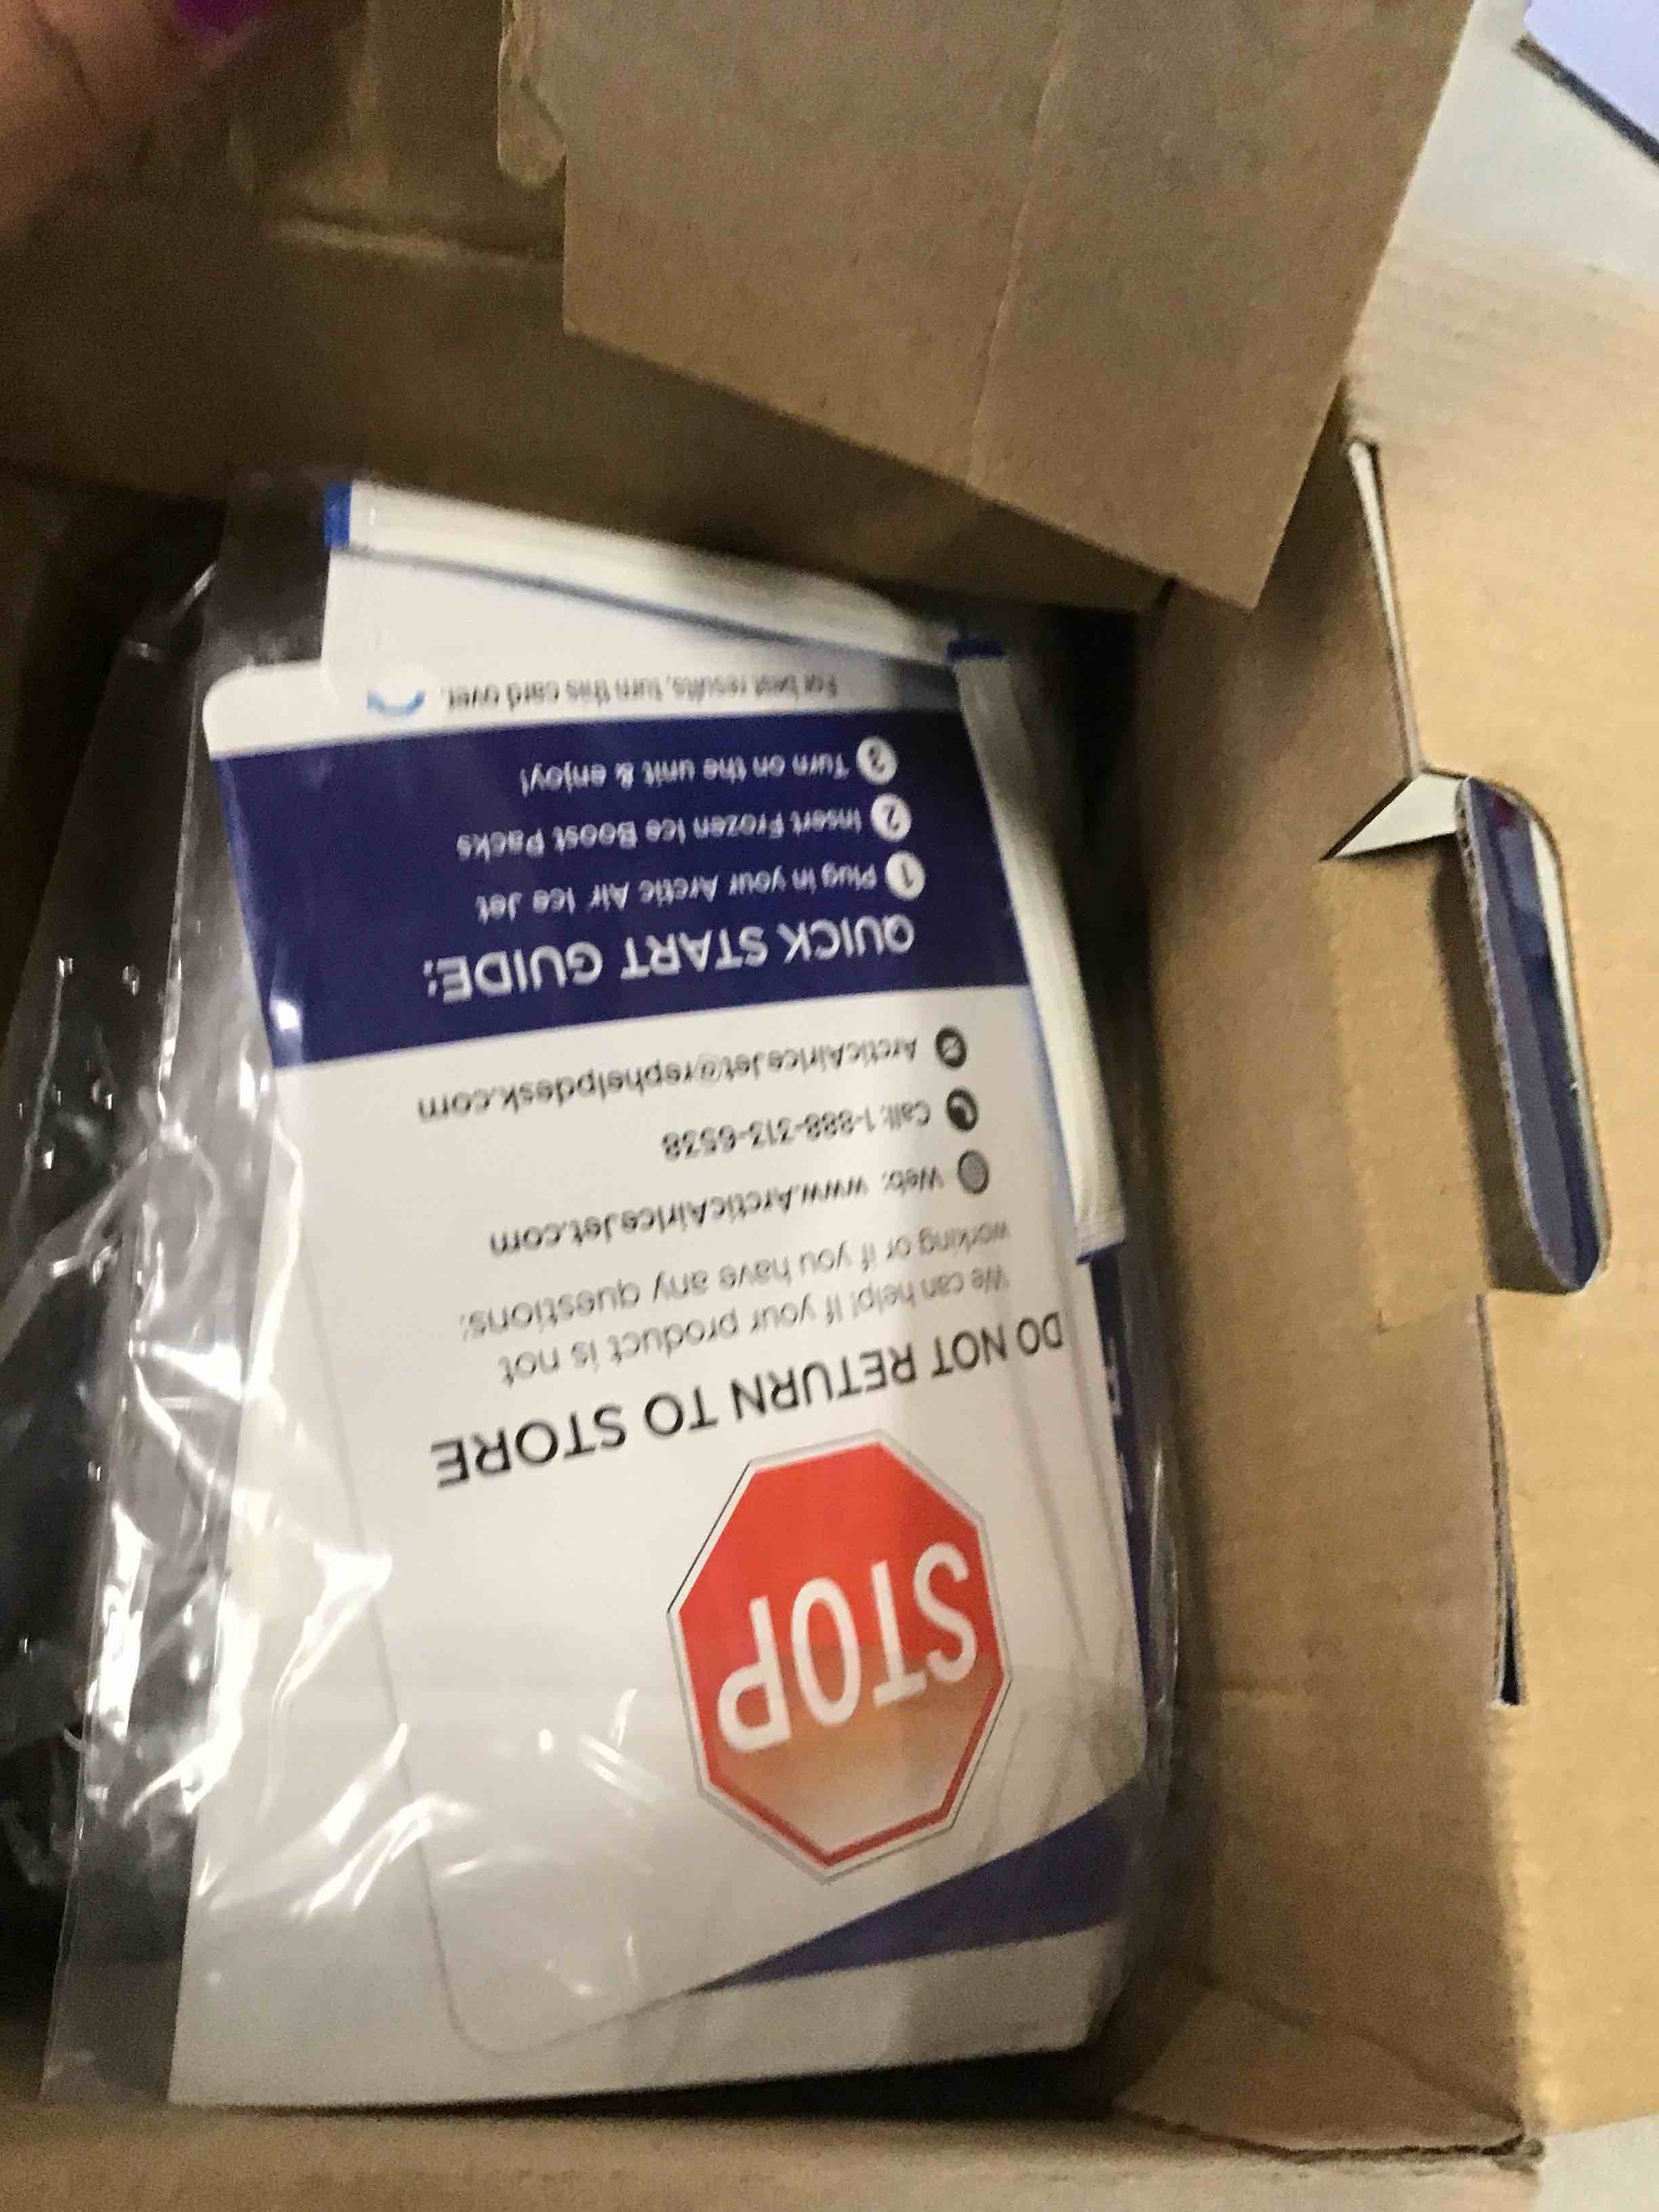 STOP
DO NOT RETURN TO STORE
We can help! If your product is not
working or if you have any questions:
Web: www.ArcticAirIceJet.com
Call: 1-888-313-6538
ArcticAirIceJet@rephelpdesk.com
QUICK START GUIDE:
1 Plug in your Arctic Air Ice Jet
2 Insert Frozen Ice Boost Packs
3 Turn on the unit & enjoy!
For best results, turn this card over.